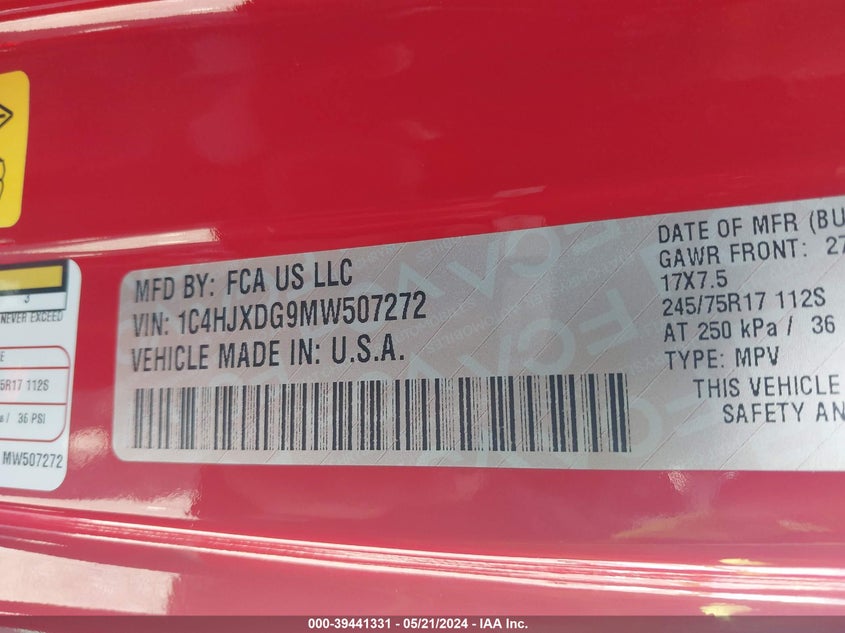 MFD BY: FCA US LLC
VIN: 1C4HJXDG9MW507272
VEHICLE MADE IN: U.S.A.
DATE OF MFR (BU
GAWR FRONT: 27
17X7.5
245/75R17 112S
AT 250 kPa / 36
TYPE: MPV
THIS VEHICLE
SAFETY AN
3
NEVER EXCEED
5R17 112S
/ 36 PSI
MW507272
000-39441331 - 05/21/2024 - IAA Inc.